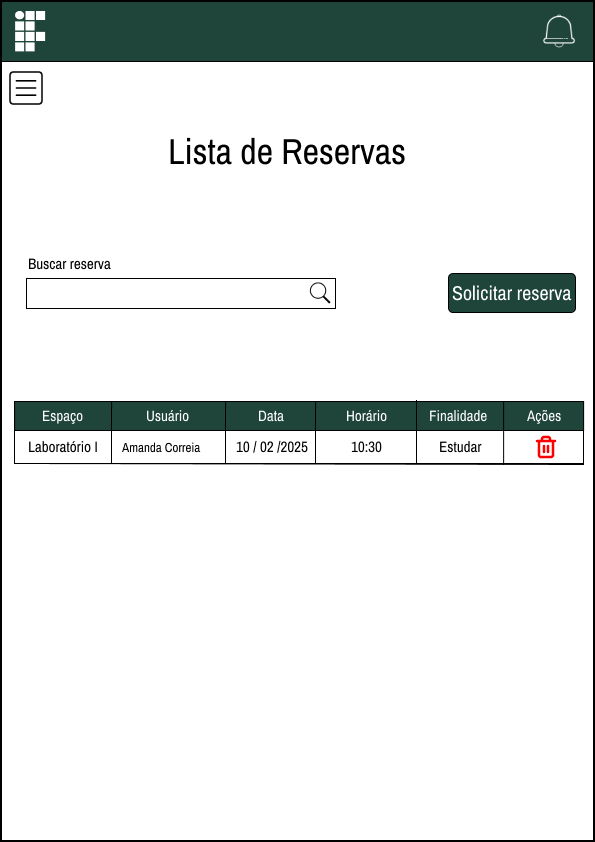 Lista de Reservas
Buscar reserva
Solicitar reserva
Espaço Usuário Data Horário Finalidade Ações
Laboratório I Amanda Correia 10 / 02 /2025 10:30 Estudar